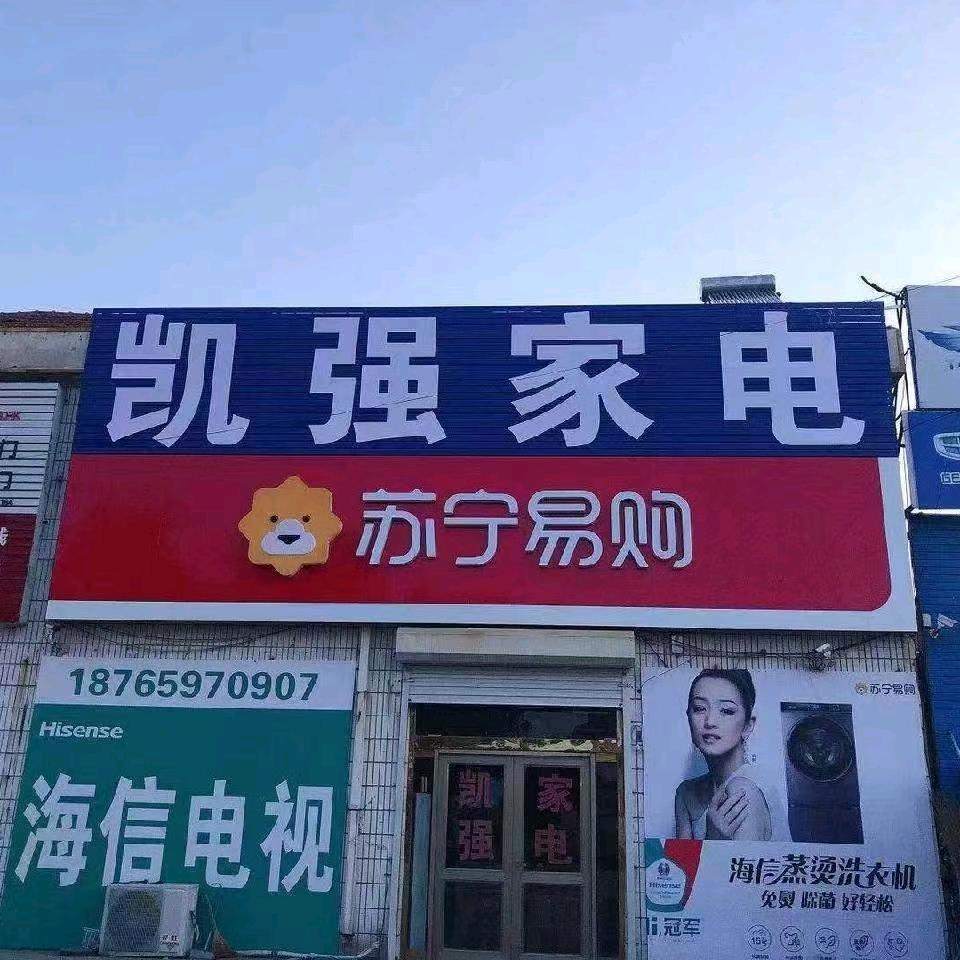 凯强家电
苏宁易购
18765970907
Hisense
海信电视
凯强
家电
苏宁易购
海信蒸烫洗衣机
免熨 除菌 好轻松
冠军